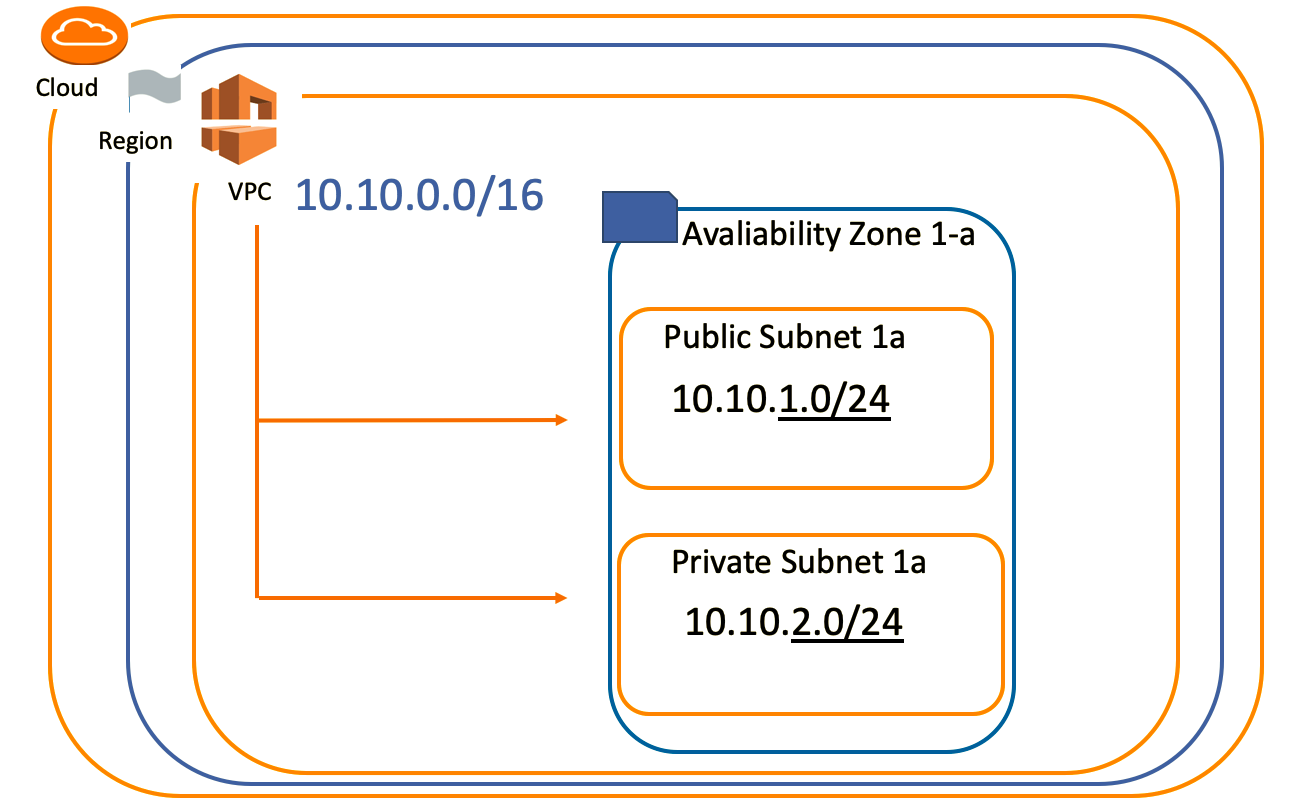 Cloud
Region
VPC
10.10.0.0/16
Avaliability Zone 1-a
Public Subnet 1a
10.10.1.0/24
Private Subnet 1a
10.10.2.0/24